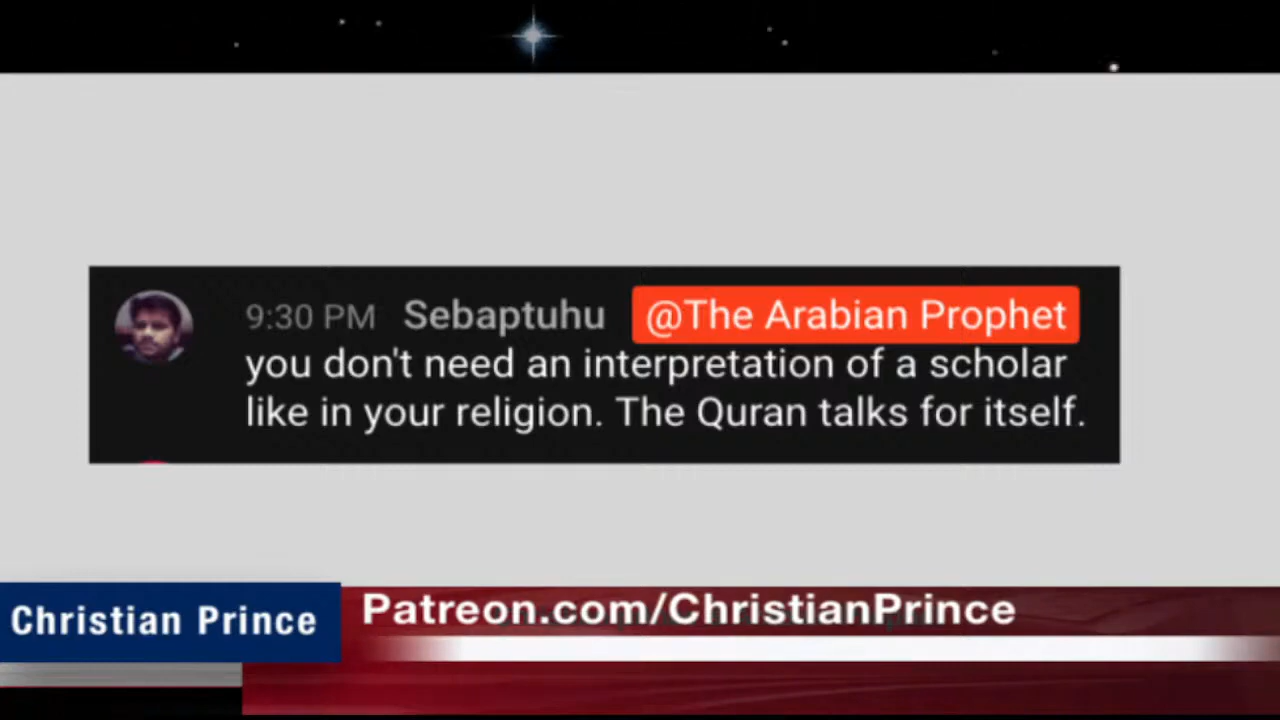 9:30 PM Sebaptuhu @The Arabian Prophet
you don't need an interpretation of a scholar
like in your religion. The Quran talks for itself.
Christian Prince
Patreon.com/ChristianPrince